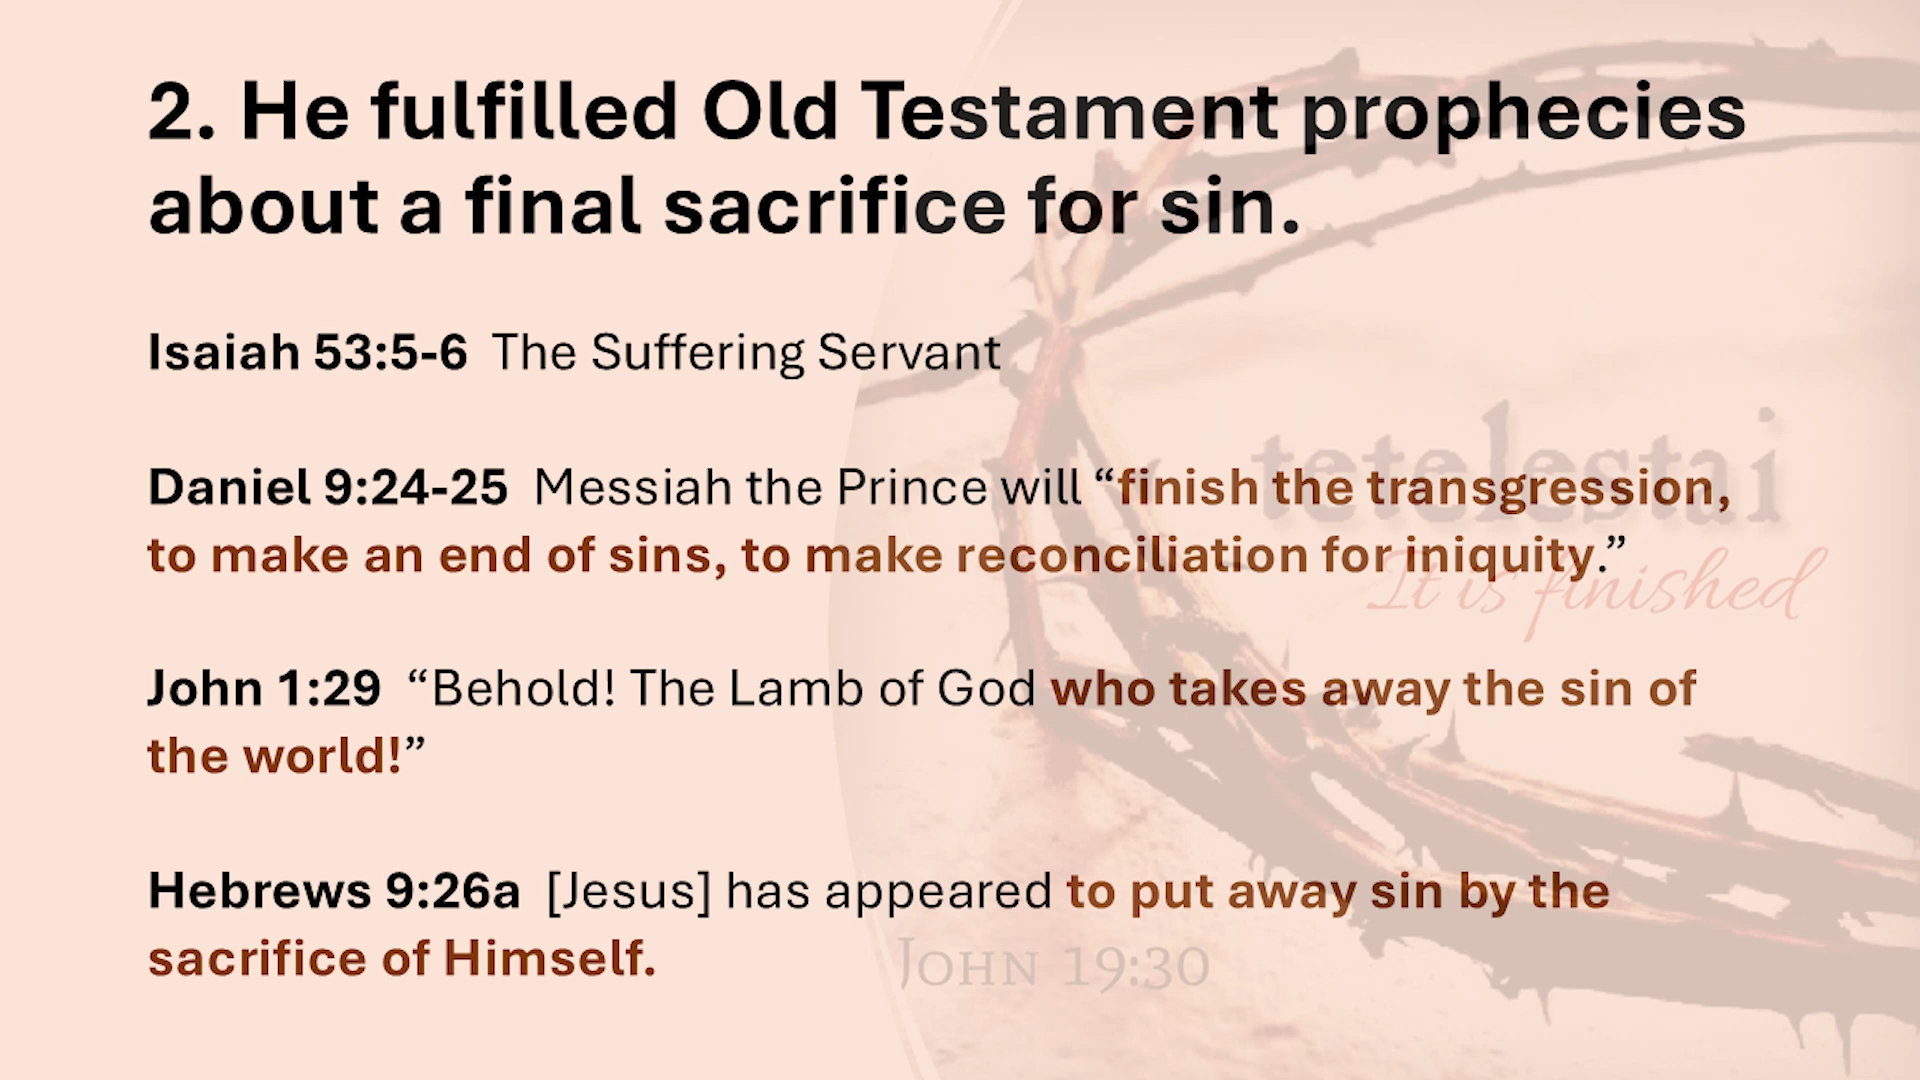 2. He fulfilled Old Testament prophecies
about a final sacrifice for sin.
Isaiah 53:5-6 The Suffering Servant
Daniel 9:24-25 Messiah the Prince will “finish the transgression,
to make an end of sins, to make reconciliation for iniquity.”
John 1:29 “Behold! The Lamb of God who takes away the sin of
the world!”
Hebrews 9:26a [Jesus] has appeared to put away sin by the
sacrifice of Himself.
tetelestai
It is finished
John 19:30